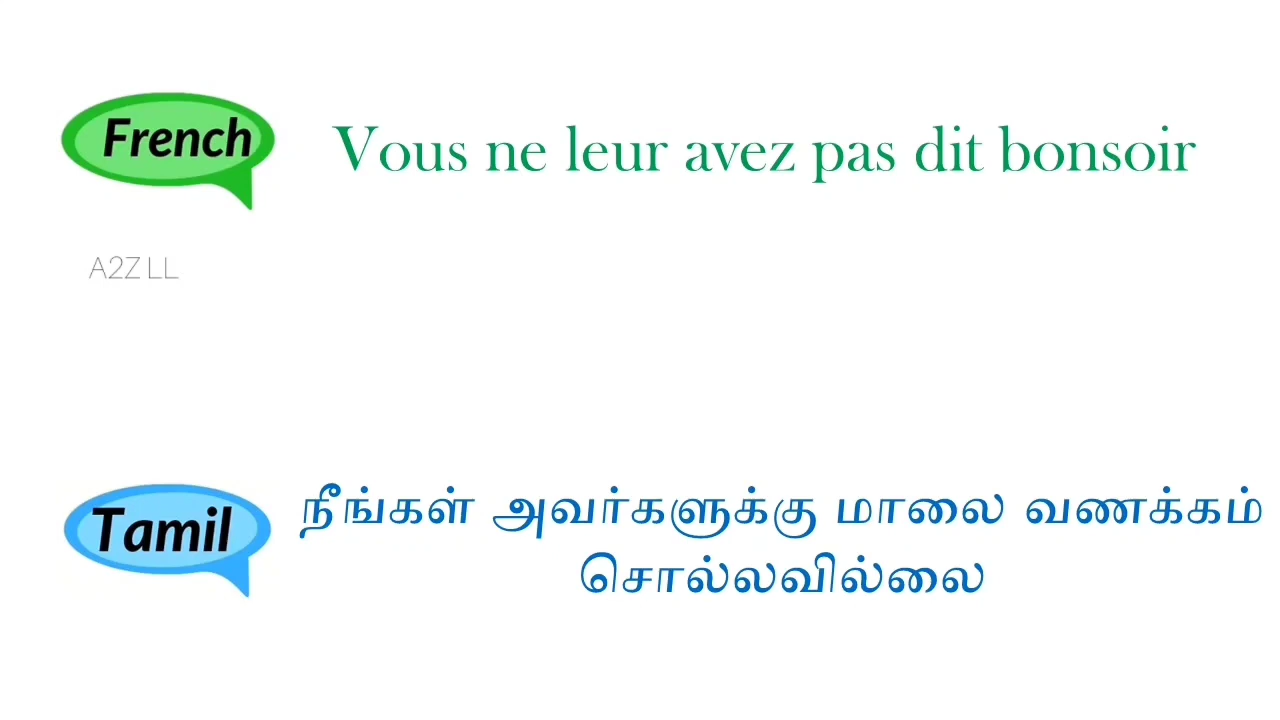 French
Vous ne leur avez pas dit bonsoir
A2Z LL
Tamil
நீங்கள் அவர்களுக்கு மாலை வணக்கம்
சொல்லவில்லை